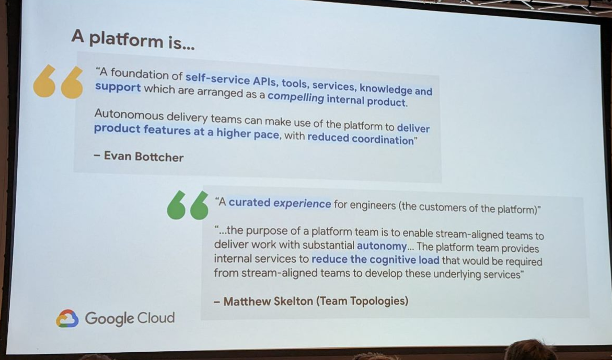 A platform is...
“A foundation of self-service APIs, tools, services, knowledge and
support which are arranged as a compelling internal product.
Autonomous delivery teams can make use of the platform to deliver
product features at a higher pace, with reduced coordination”
– Evan Bottcher
“A curated experience for engineers (the customers of the platform)”
“...the purpose of a platform team is to enable stream-aligned teams to
deliver work with substantial autonomy... The platform team provides
internal services to reduce the cognitive load that would be required
from stream-aligned teams to develop these underlying services”
– Matthew Skelton (Team Topologies)
Google Cloud